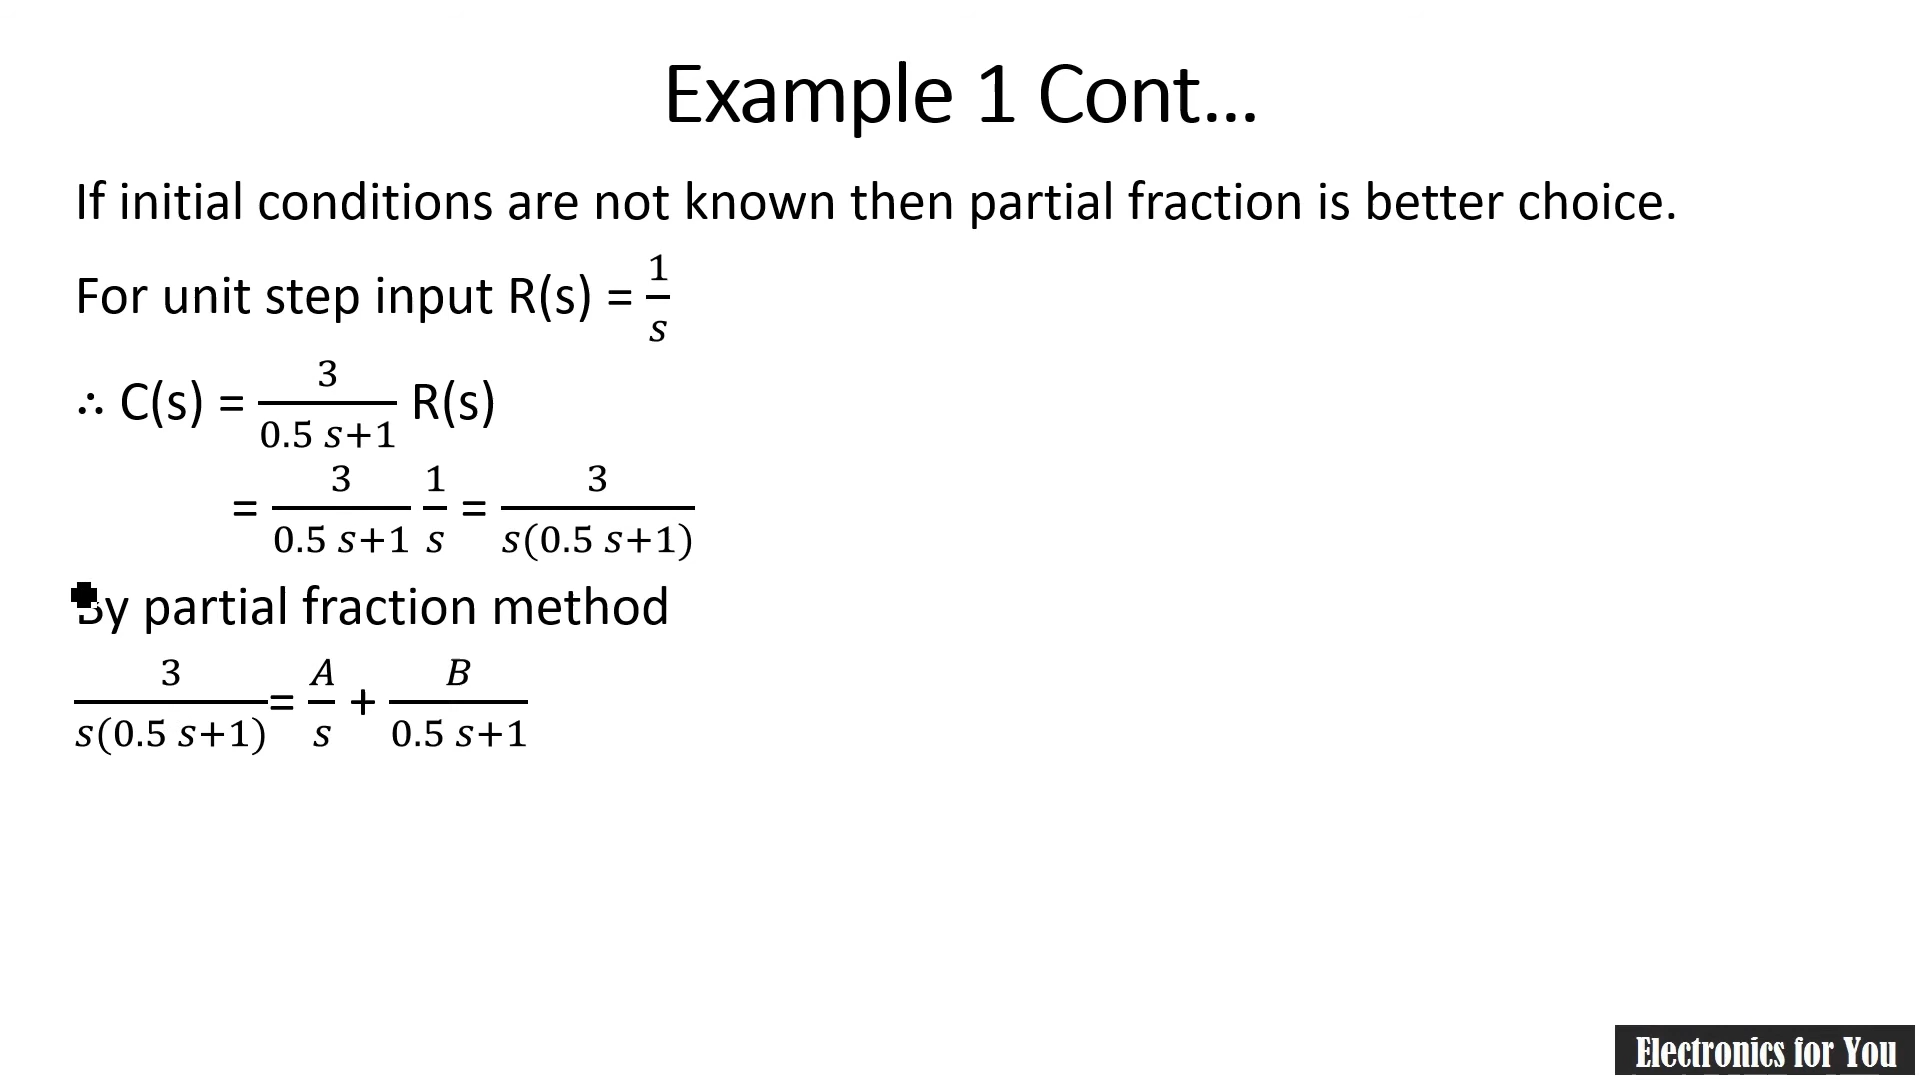 Example 1 Cont…
If initial conditions are not known then partial fraction is better choice.
For unit step input R(s) = 1/s
∴ C(s) = 3/(0.5 s+1) R(s)
= 3/(0.5 s+1) 1/s = 3/(s(0.5 s+1))
By partial fraction method
3/(s(0.5 s+1)) = A/s + B/(0.5 s+1)
Electronics for You